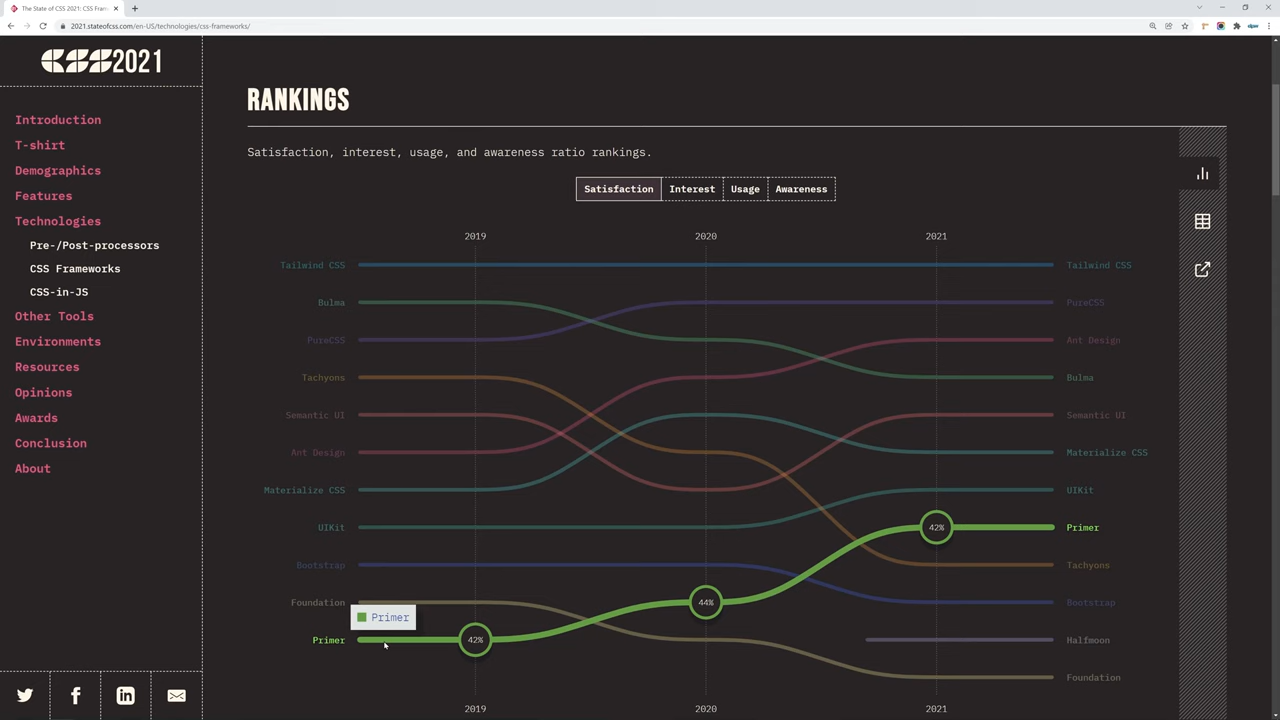 The State of CSS 2021: CSS Fram
2021.stateofcss.com/en-US/technologies/css-frameworks/
CSS2021
Introduction
T-shirt
Demographics
Features
Technologies
Pre-/Post-processors
CSS Frameworks
CSS-in-JS
Other Tools
Environments
Resources
Opinions
Awards
Conclusion
About
RANKINGS
Satisfaction, interest, usage, and awareness ratio rankings.
Satisfaction Interest Usage Awareness
2019 2020 2021
Tailwind CSS Tailwind CSS
Bulma PureCSS
PureCSS Ant Design
Tachyons Bulma
Semantic UI Semantic UI
Ant Design Materialize CSS
Materialize CSS UIKit
UIKit 42% Primer
Bootstrap Tachyons
Foundation 44% Bootstrap
Primer
Primer 42% Halfmoon
Foundation
2019 2020 2021